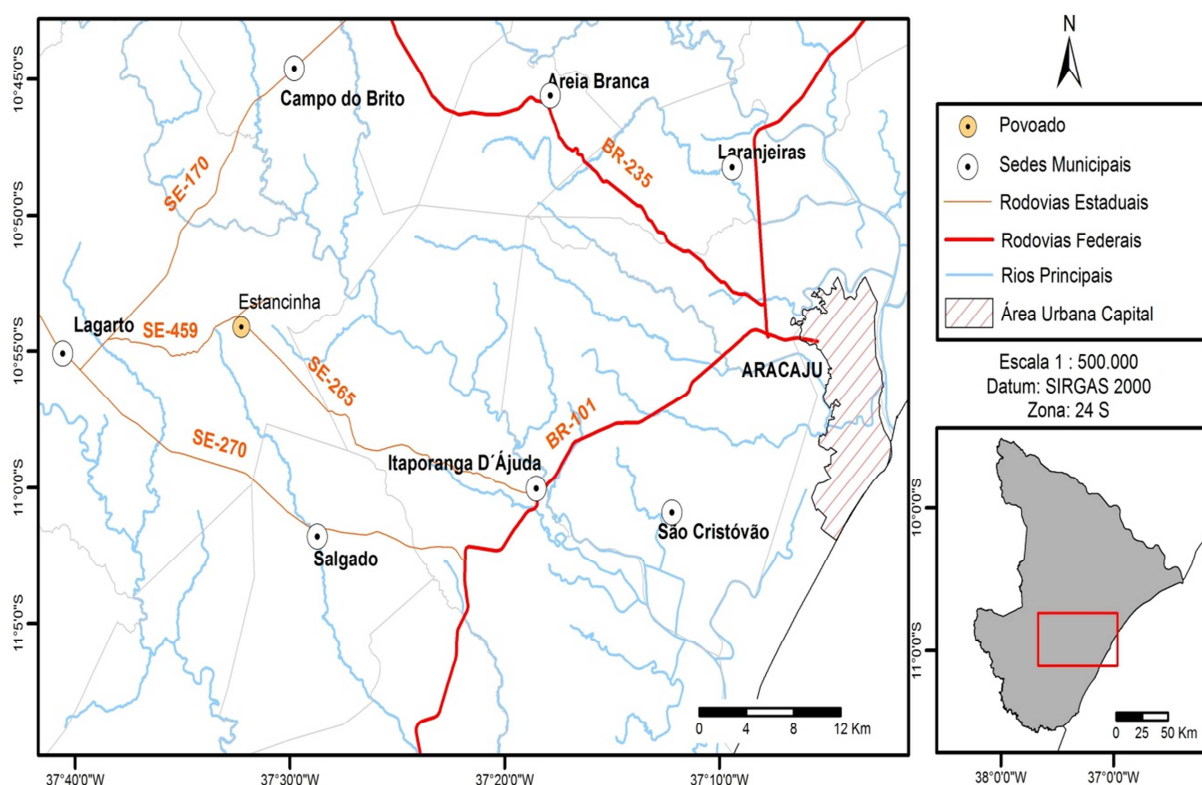 10°45'0"S
10°50'0"S
10°55'0"S
11°0'0"S
11°5'0"S
Campo do Brito
Areia Branca
Laranjeiras
SE-170
BR-235
Estancinha
Lagarto
SE-459
SE-265
ARACAJU
SE-270
BR-101
Itaporanga D´Ájuda
São Cristóvão
Salgado
0 4 8 12 Km
37°40'0"W
37°30'0"W
37°20'0"W
37°10'0"W
N
Povoado
Sedes Municipais
Rodovias Estaduais
Rodovias Federais
Rios Principais
Área Urbana Capital
Escala 1 : 500.000
Datum: SIRGAS 2000
Zona: 24 S
10°0'0"S
11°0'0"S
0 25 50 Km
38°0'0"W
37°0'0"W